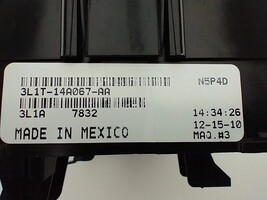 N5P4D
3L1T-14A067-AA
3L1A 7832 14:34:26
12-15-10
MADE IN MEXICO MAQ.#3